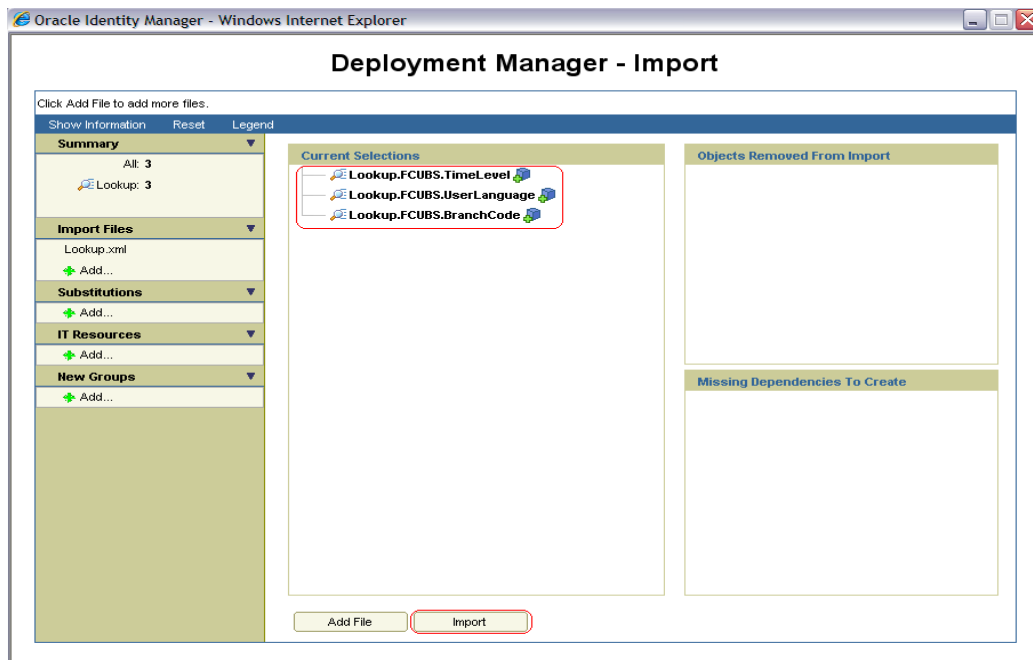 Oracle Identity Manager - Windows Internet Explorer
Deployment Manager - Import
Click Add File to add more files.
Show Information Reset Legend
Summary
All: 3
Lookup: 3
Import Files
Lookup.xml
Add...
Substitutions
Add...
IT Resources
Add...
New Groups
Add...
Current Selections
Lookup.FCUBS.TimeLevel
Lookup.FCUBS.UserLanguage
Lookup.FCUBS.BranchCode
Objects Removed From Import
Missing Dependencies To Create
Add File Import